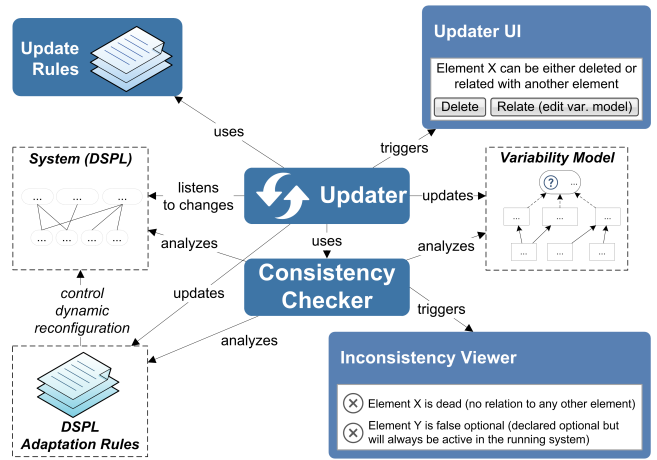 Update
Rules
Updater UI
Element X can be either deleted or
related with another element
Delete
Relate (edit var. model)
uses
triggers
System (DSPL)
...
...
...
...
...
...
...
listens
to changes
Updater
updates
Variability Model
?
...
...
...
...
...
...
...
analyzes
uses
analyzes
Consistency
Checker
control
dynamic
reconfiguration
updates
analyzes
triggers
DSPL
Adaptation Rules
Inconsistency Viewer
Element X is dead (no relation to any other element)
Element Y is false optional (declared optional but
will always be active in the running system)